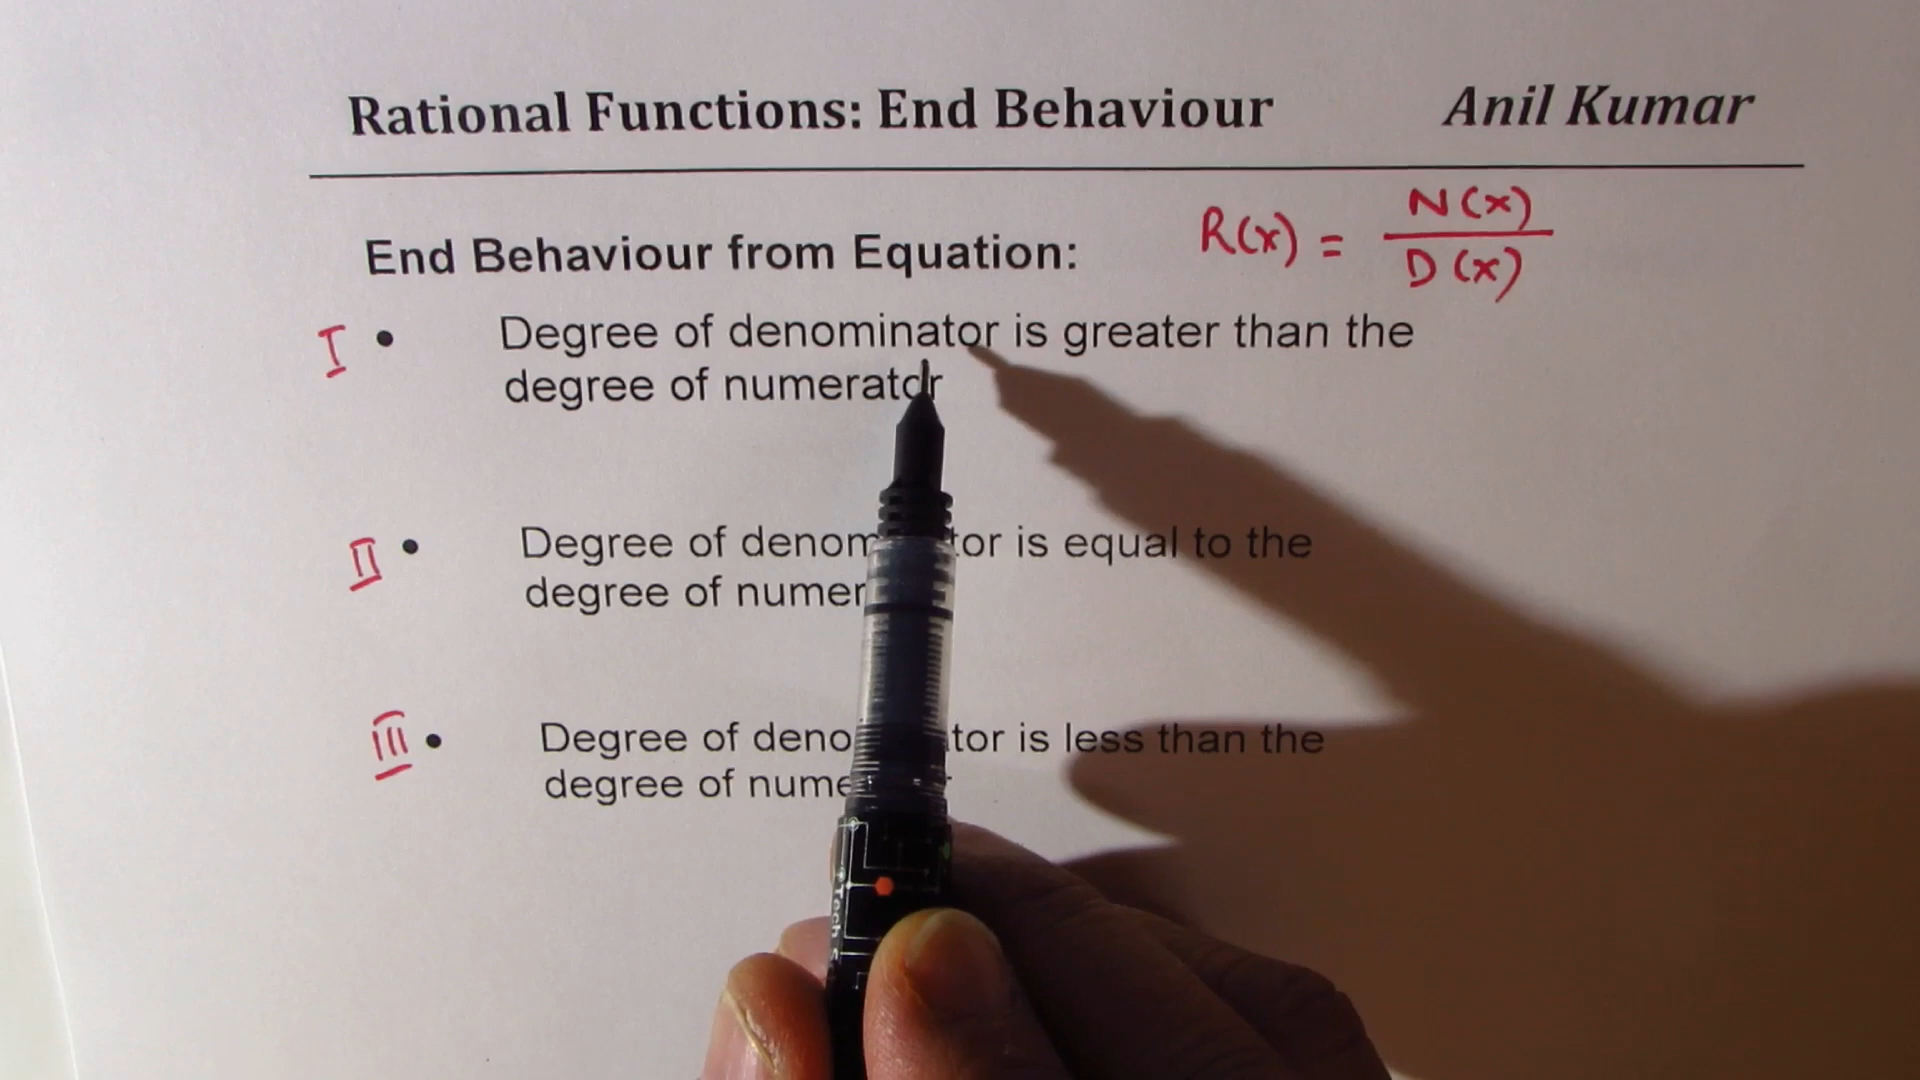 Rational Functions: End Behaviour Anil Kumar
End Behaviour from Equation: R(x) = N(x) / D(x)
I • Degree of denominator is greater than the
degree of numerator
II • Degree of denom tor is equal to the
degree of numer
III • Degree of deno tor is less than the
degree of nume
Tech